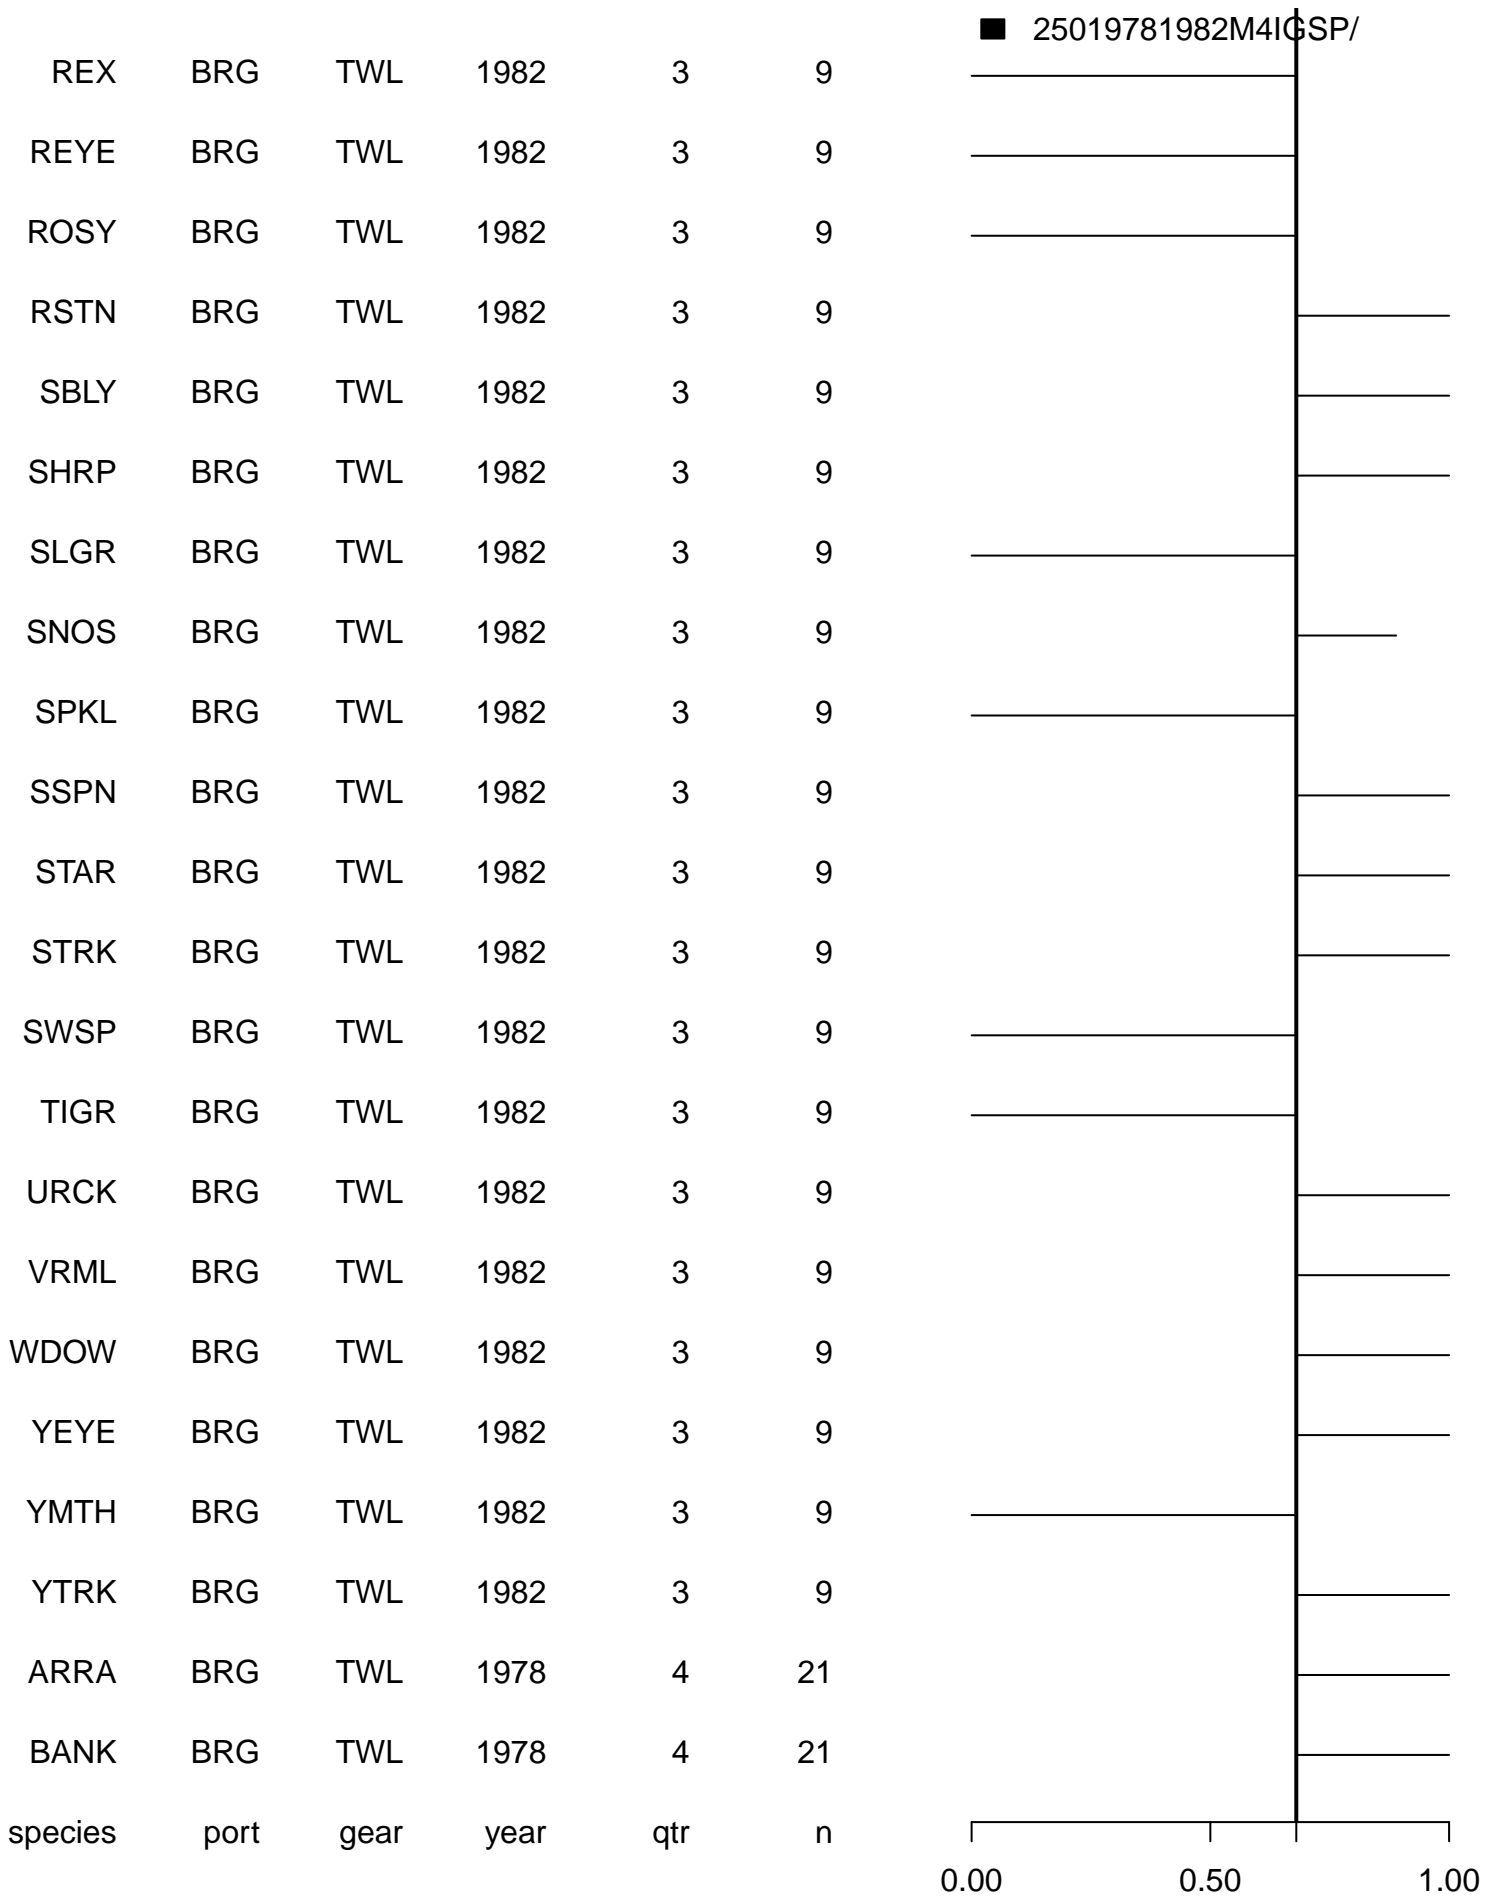 25019781982M4IGSP/
REX BRG TWL 1982 3 9
REYE BRG TWL 1982 3 9
ROSY BRG TWL 1982 3 9
RSTN BRG TWL 1982 3 9
SBLY BRG TWL 1982 3 9
SHRP BRG TWL 1982 3 9
SLGR BRG TWL 1982 3 9
SNOS BRG TWL 1982 3 9
SPKL BRG TWL 1982 3 9
SSPN BRG TWL 1982 3 9
STAR BRG TWL 1982 3 9
STRK BRG TWL 1982 3 9
SWSP BRG TWL 1982 3 9
TIGR BRG TWL 1982 3 9
URCK BRG TWL 1982 3 9
VRML BRG TWL 1982 3 9
WDOW BRG TWL 1982 3 9
YEYE BRG TWL 1982 3 9
YMTH BRG TWL 1982 3 9
YTRK BRG TWL 1982 3 9
ARRA BRG TWL 1978 4 21
BANK BRG TWL 1978 4 21
species port gear year qtr n
0.00 0.50 1.00